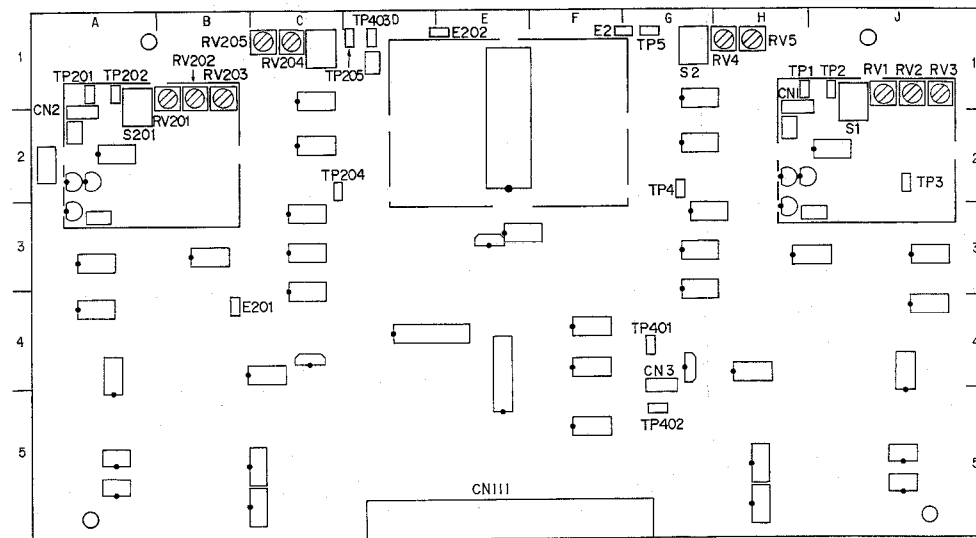 A B C D E F G H J
TP403
E202
E2
TP5
RV205
RV204
TP205
S2
RV4
RV5
1
1
RV202
TP201
TP202
RV203
TP1
TP2
RV1
RV2
RV3
CN2
S201
RV201
CN1
S1
2
2
TP204
TP4
TP3
3
3
E201
TP401
4
4
CN3
TP402
5
5
CN111